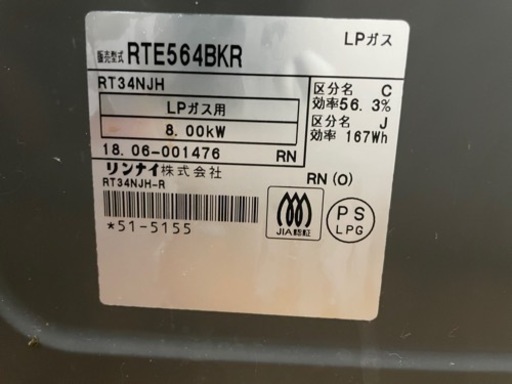 LPガス
販売型式 RTE564BKR
RT34NJH
LPガス用
8.00kW
18.06-001476 RN
区分名 C
効率56.3%
区分名 J
効率 167Wh
リンナイ株式会社
RT34NJH-R
RN(O)
*51-5155
JIA認証
PS
LPG